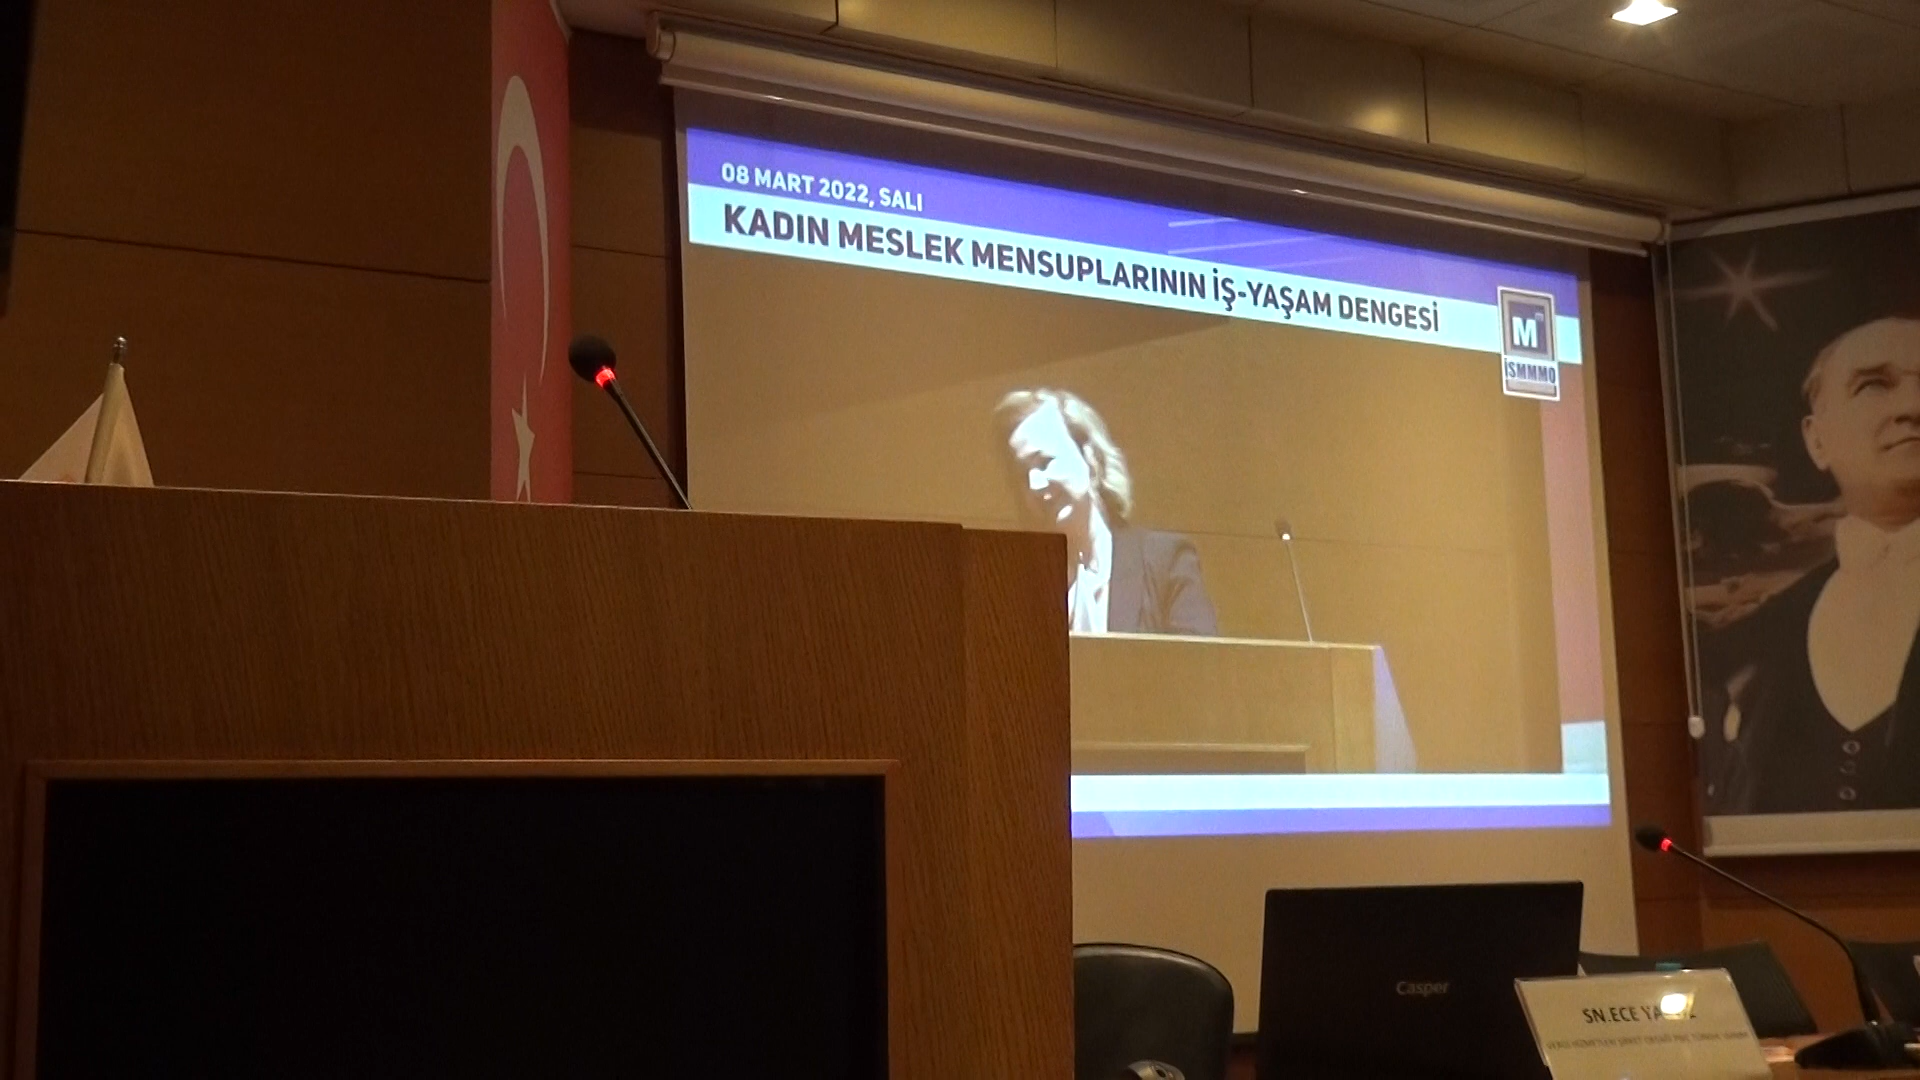 08 MART 2022, SALI
KADIN MESLEK MENSUPLARININ İŞ-YAŞAM DENGESİ
M
İSMMMO
Casper
SN.ECE